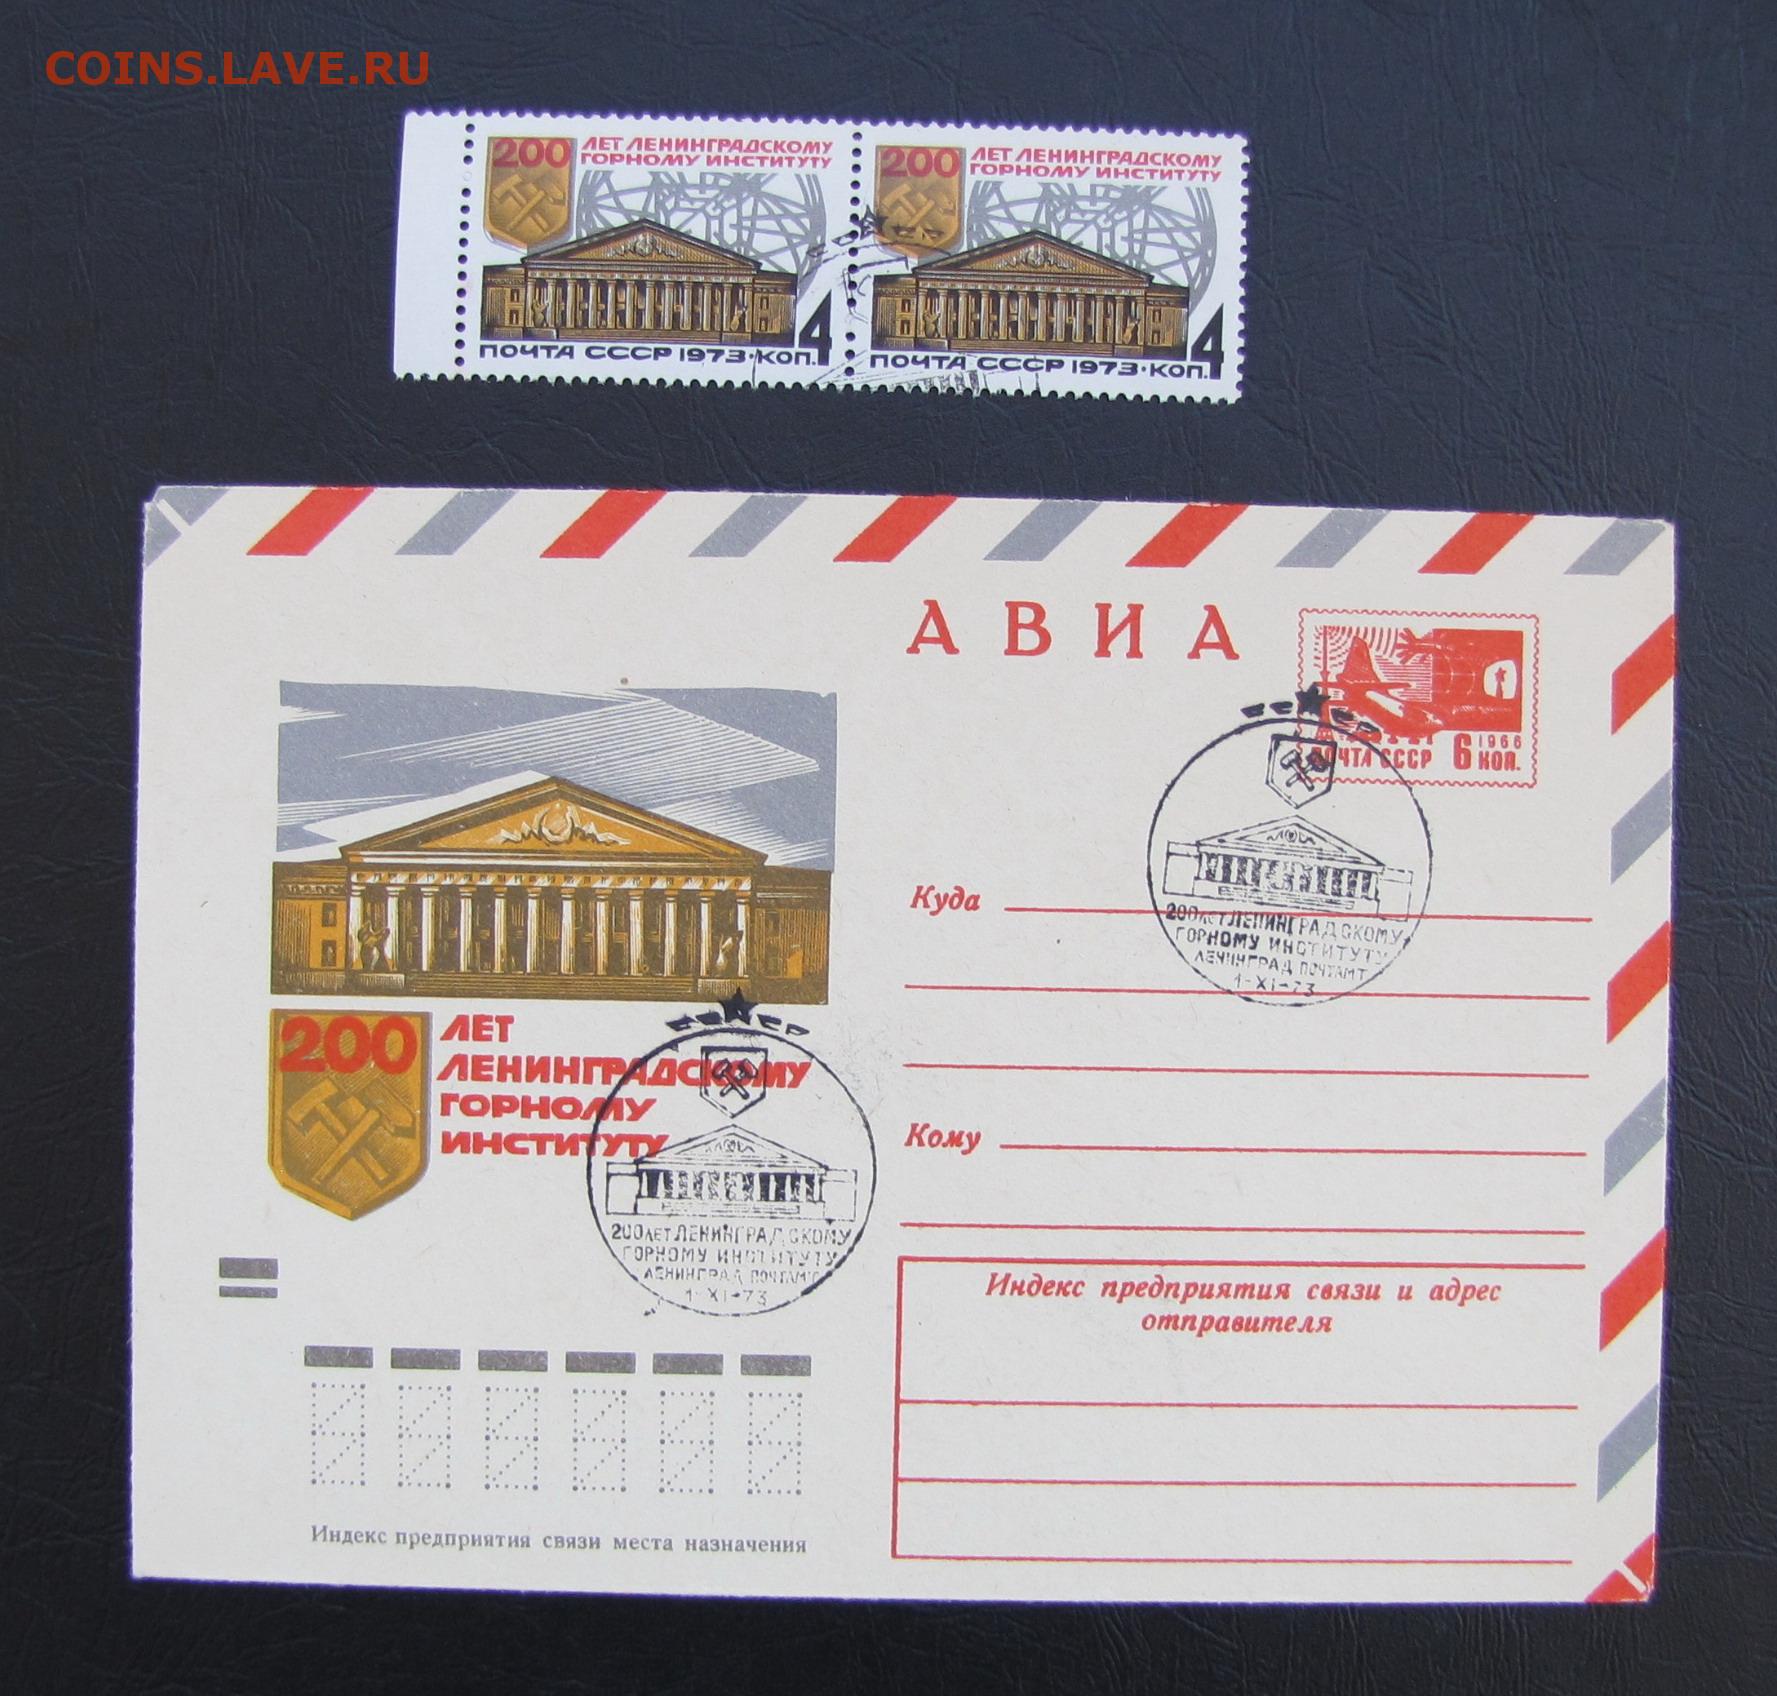 COINS.LAVE.RU
200 ЛЕТ ЛЕНИНГРАДСКОМУ
ГОРНОМУ ИНСТИТУТУ
4
ПОЧТА СССР 1973·КОП.
200 ЛЕТ ЛЕНИНГРАДСКОМУ
ГОРНОМУ ИНСТИТУТУ
4
ПОЧТА СССР 1973·КОП.
АВИА
1966
ПОЧТА СССР 6 КОП.
200 ЛЕТ ЛЕНИНГРАДСКОМУ
ГОРНОМУ ИНСТИТУТУ
ЛЕНИНГРАД ПОЧТАМТ
1-XI-73
Куда
200 ЛЕТ
ЛЕНИНГРАДСКОМУ
ГОРНОМУ
ИНСТИТУТУ
200 ЛЕТ ЛЕНИНГРАДСКОМУ
ГОРНОМУ ИНСТИТУТУ
ЛЕНИНГРАД ПОЧТАМТ
1-XI-73
Кому
Индекс предприятия связи и адрес
отправителя
Индекс предприятия связи места назначения